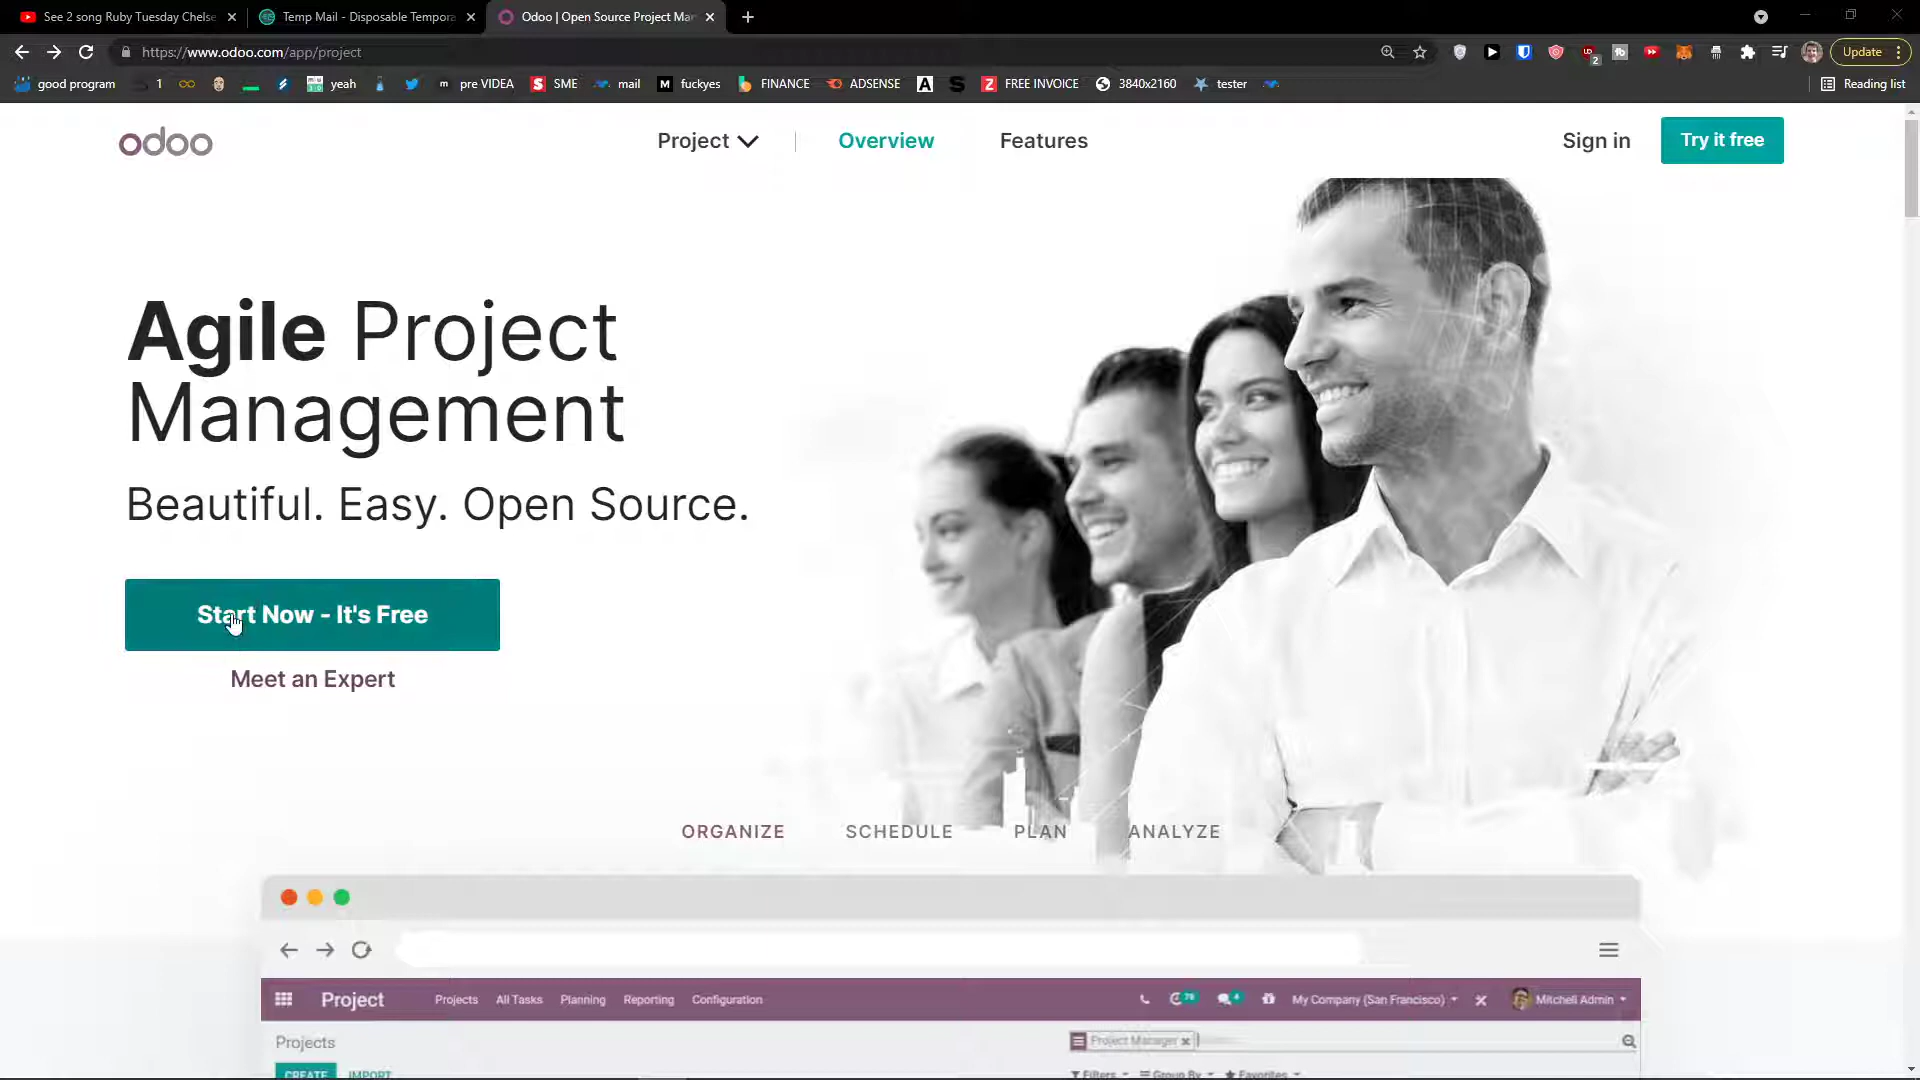 See 2 song Ruby Tuesday Chelse
Temp Mail - Disposable Tempora
Odoo | Open Source Project Mar
https://www.odoo.com/app/project
2
Update
good program
1
yeah
pre VIDEA
SME
mail
fuckyes
FINANCE
ADSENSE
FREE INVOICE
3840x2160
tester
Reading list
odoo
Project
Overview
Features
Sign in
Try it free
Agile Project
Management
Beautiful. Easy. Open Source.
Start Now - It's Free
Meet an Expert
ORGANIZE
SCHEDULE
PLAN
ANALYZE
Project
Projects
All Tasks
Planning
Reporting
Configuration
My Company (San Francisco)
Mitchell Admin
Projects
Project Manager
CREATE
IMPORT
Filters
Group By
Favorites